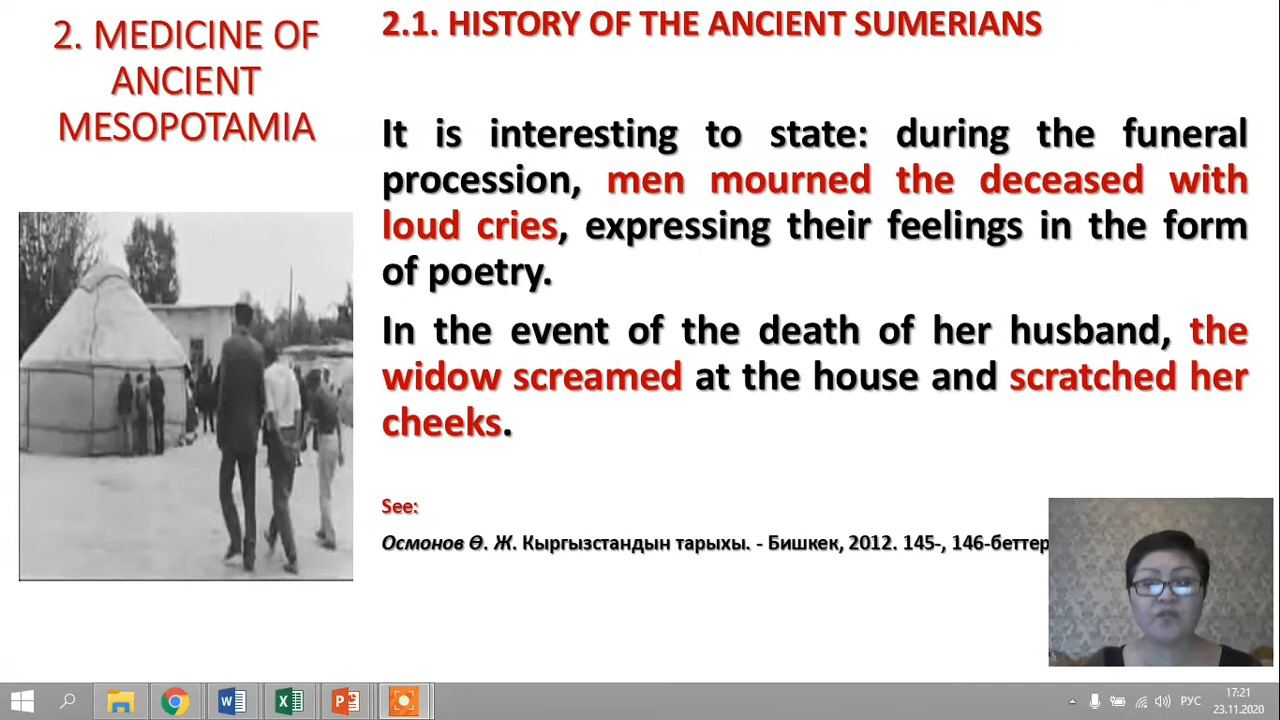 2. MEDICINE OF
ANCIENT
MESOPOTAMIA
2.1. HISTORY OF THE ANCIENT SUMERIANS
It is interesting to state: during the funeral
procession, men mourned the deceased with
loud cries, expressing their feelings in the form
of poetry.
In the event of the death of her husband, the
widow screamed at the house and scratched her
cheeks.
See:
Осмонов Ө. Ж. Кыргызстандын тарыхы. - Бишкек, 2012. 145-, 146-беттер
РУС
17:21
23.11.2020